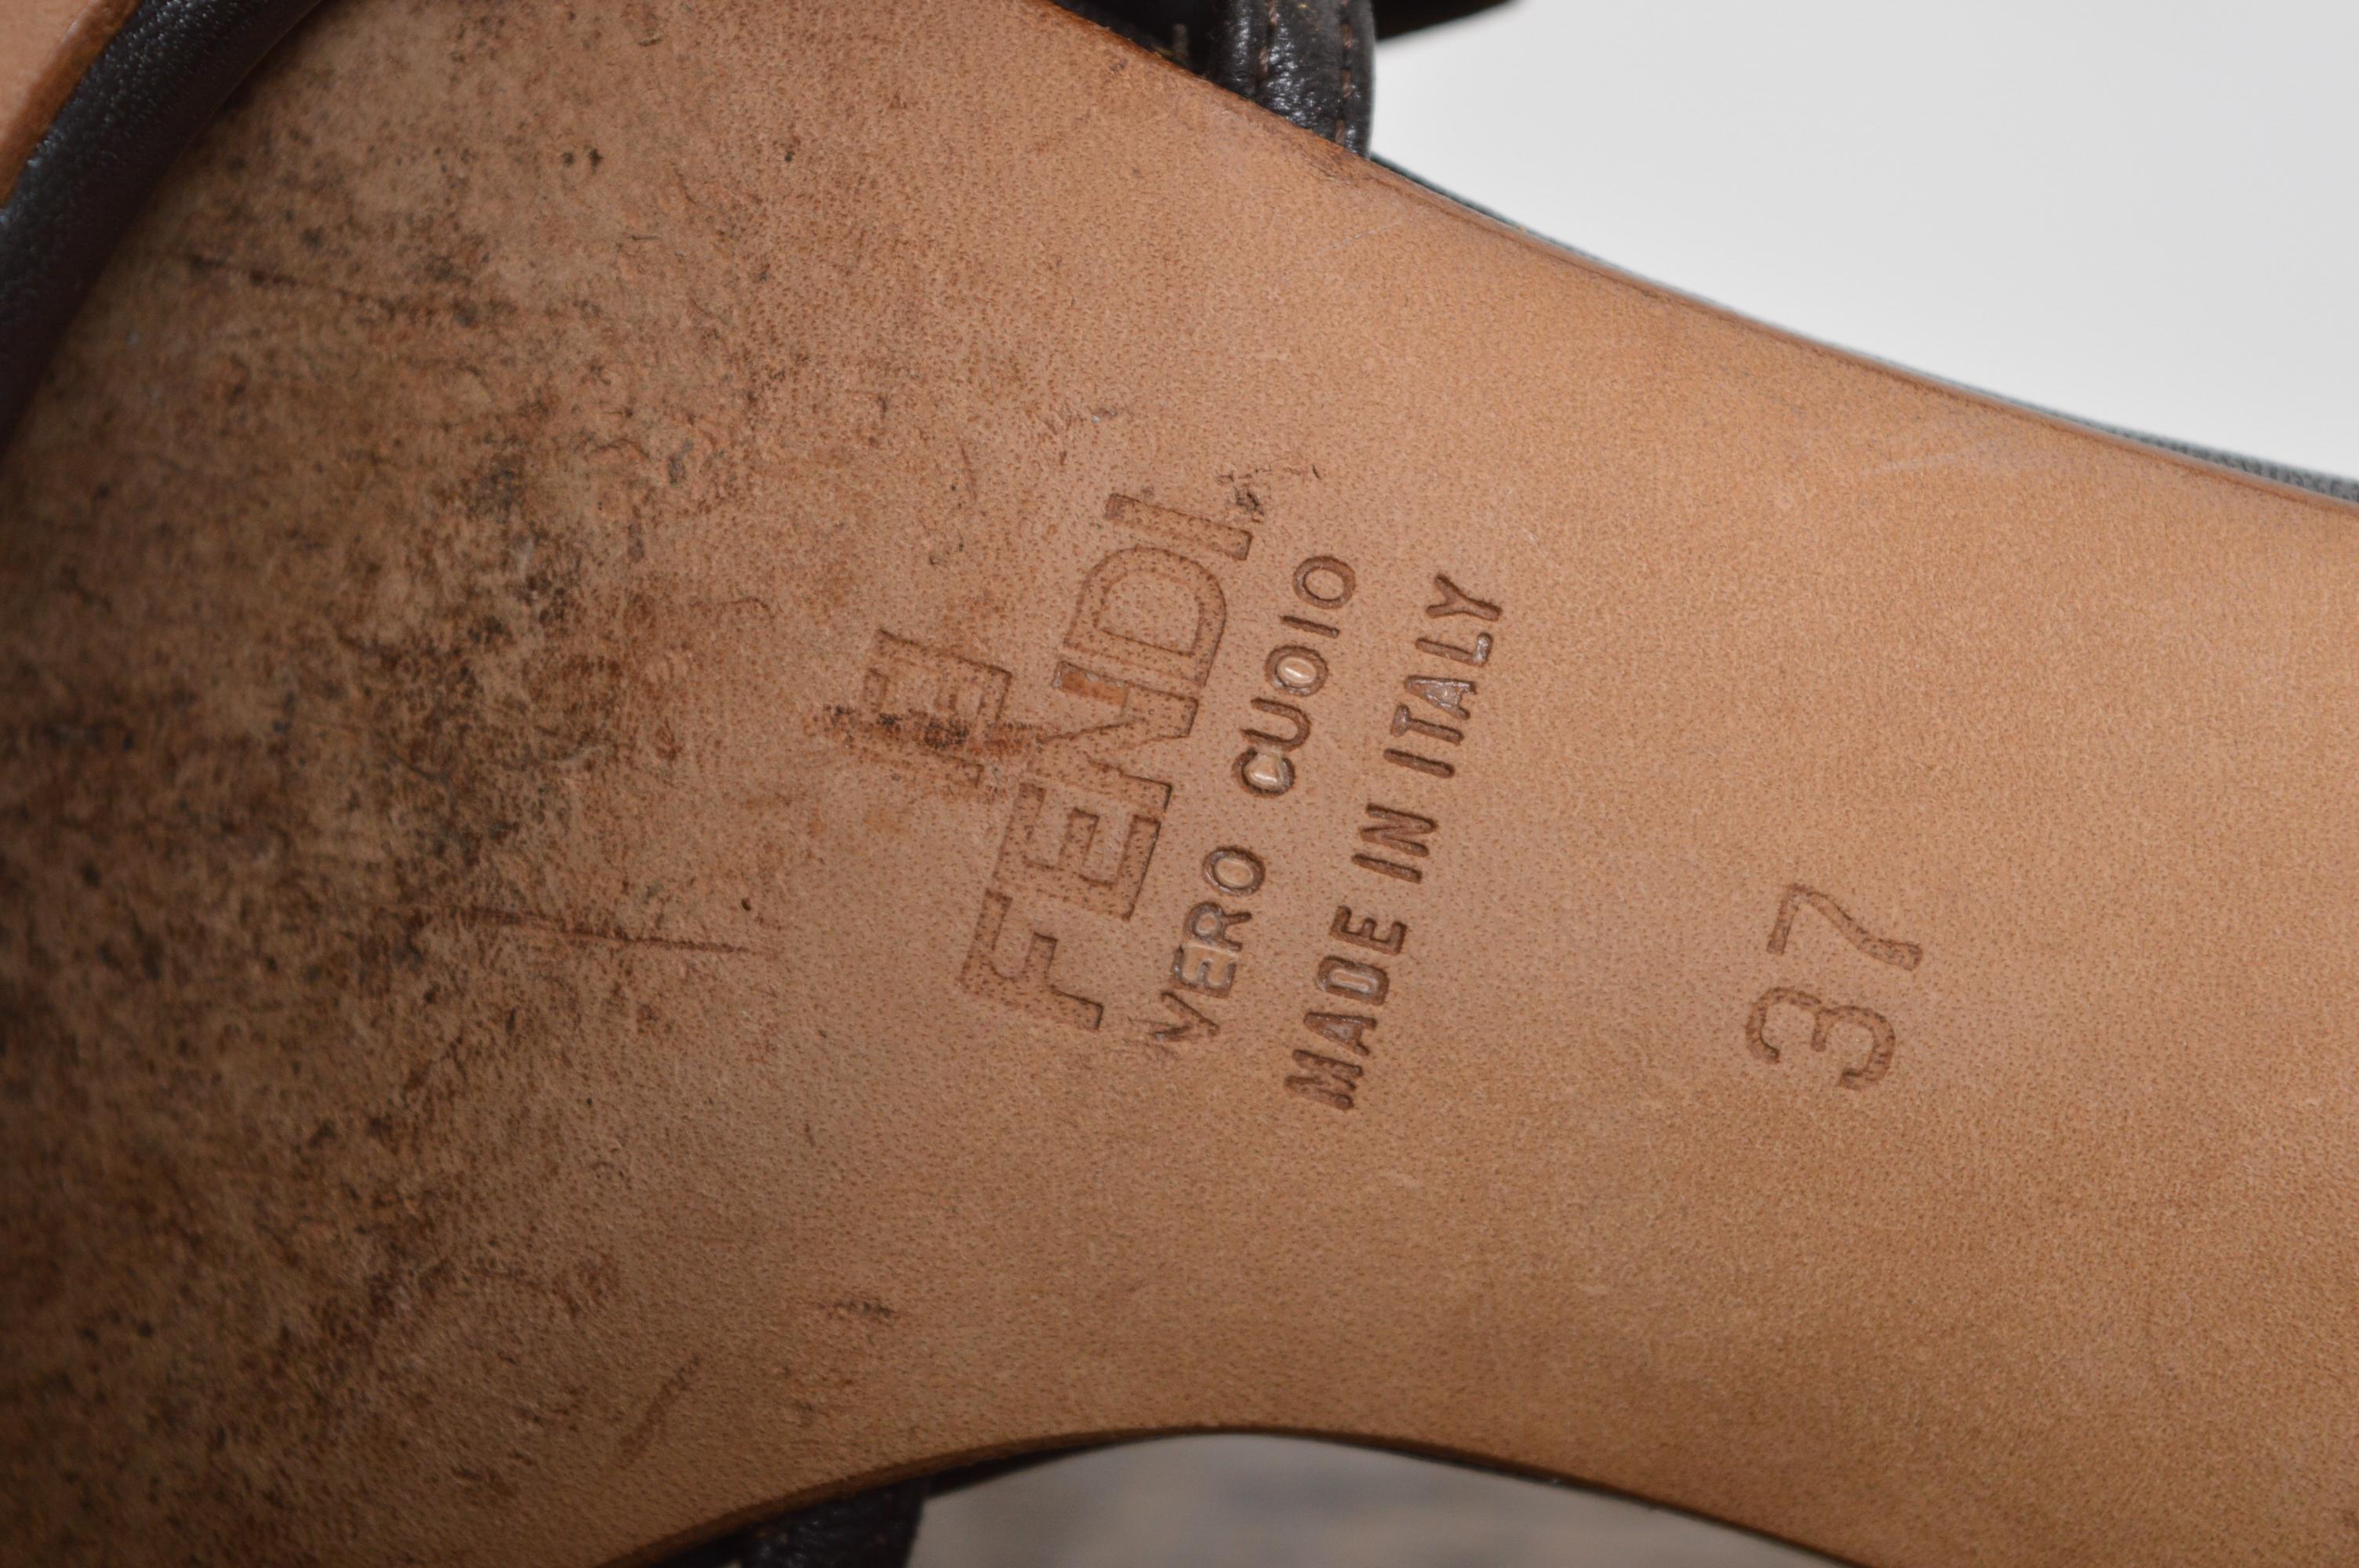 FENDI
VERO CUOIO
MADE IN ITALY
37